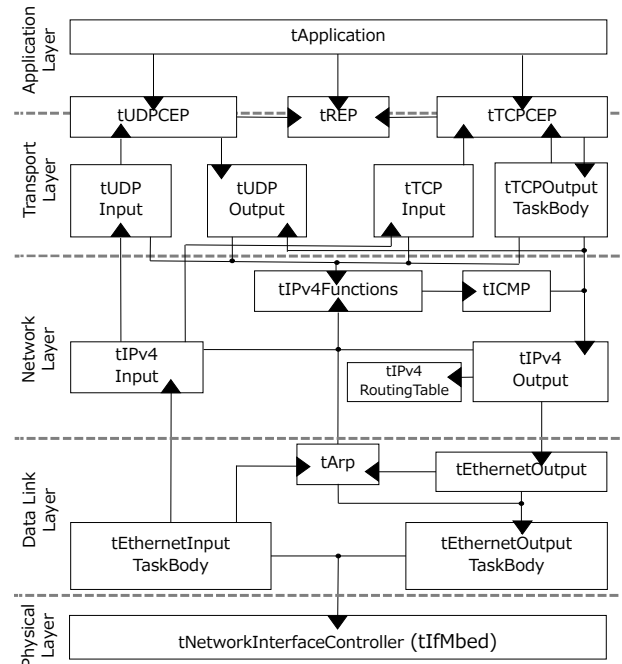 Application
Layer
tApplication
tUDPCEP
tREP
tTCPCEP
Transport
Layer
tUDP
Input
tUDP
Output
tTCP
Input
tTCPOutput
TaskBody
Network
Layer
tIPv4Functions
tICMP
tIPv4
Input
tIPv4
RoutingTable
tIPv4
Output
Data Link
Layer
tArp
tEthernetOutput
tEthernetInput
TaskBody
tEthernetOutput
TaskBody
Physical
Layer
tNetworkInterfaceController (tIfMbed)